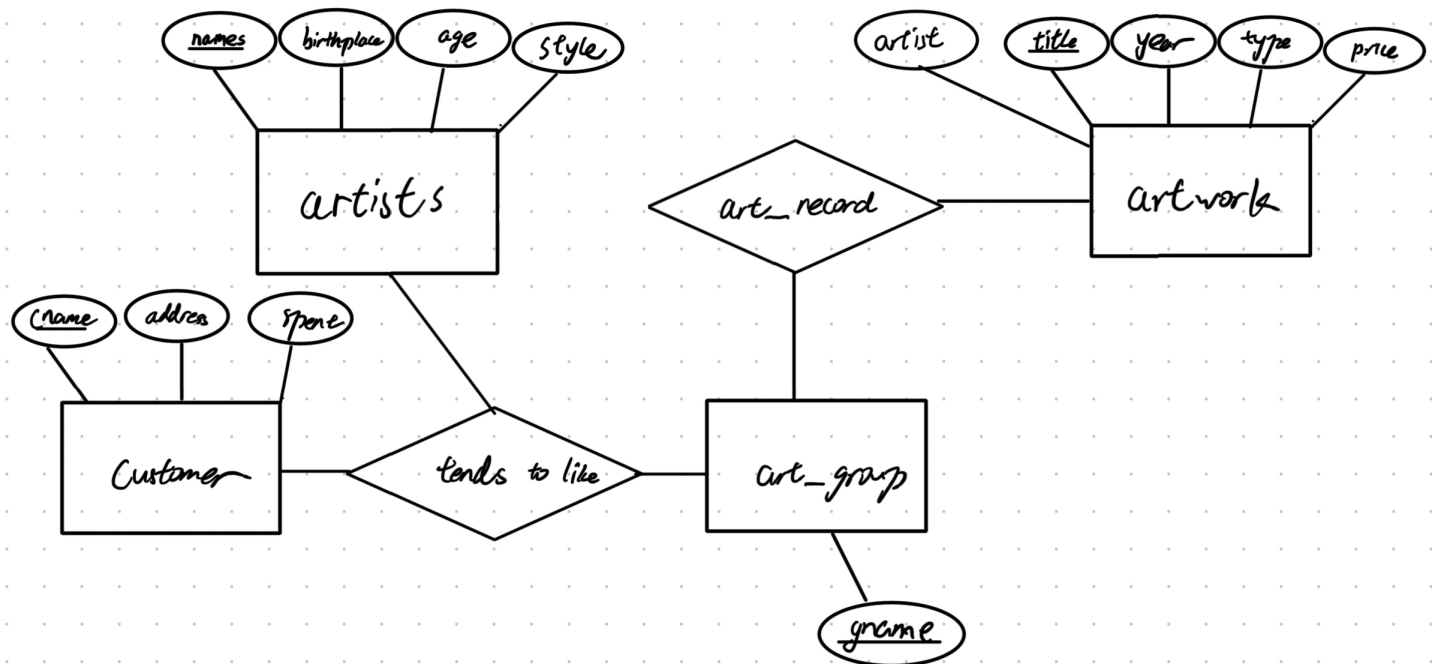 names
birthplace
age
style
artist
title
year
type
price
artists
art_record
artwork
cname
address
spent
Customer
tends to like
art_group
gname